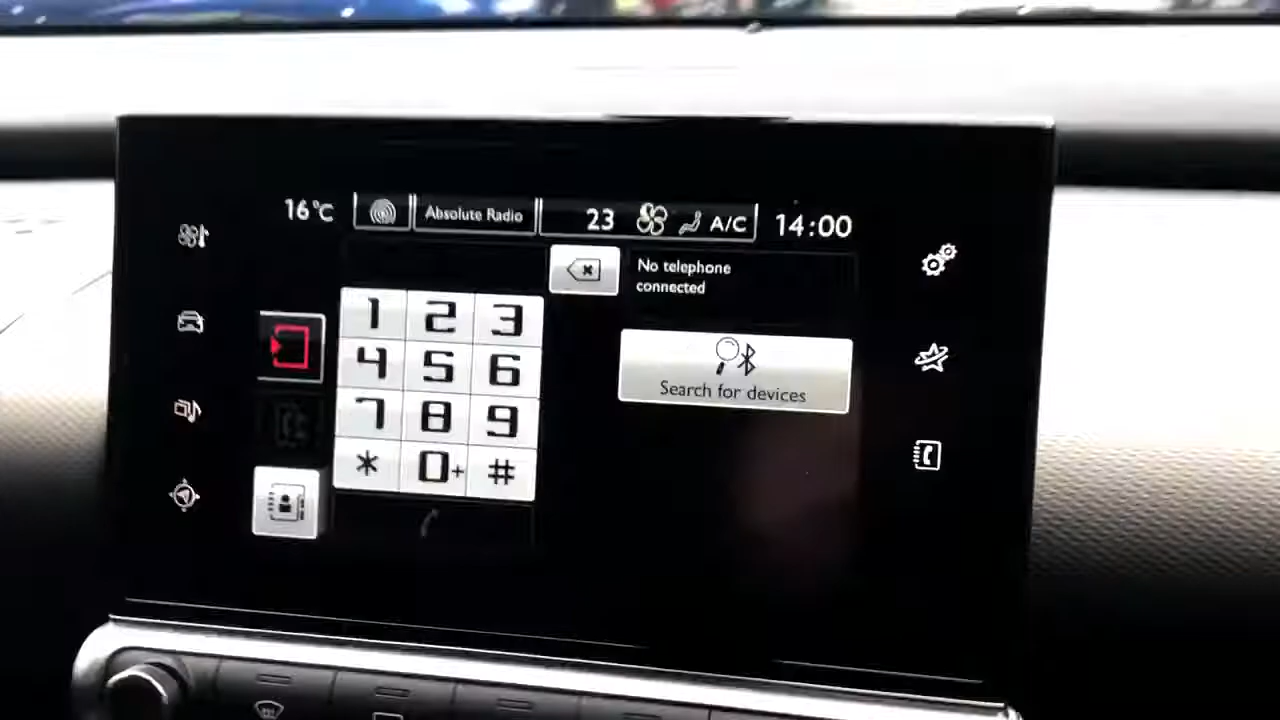 16°C Absolute Radio 23 A/C 14:00
No telephone
connected
1 2 3
4 5 6
7 8 9
* 0+ #
Search for devices